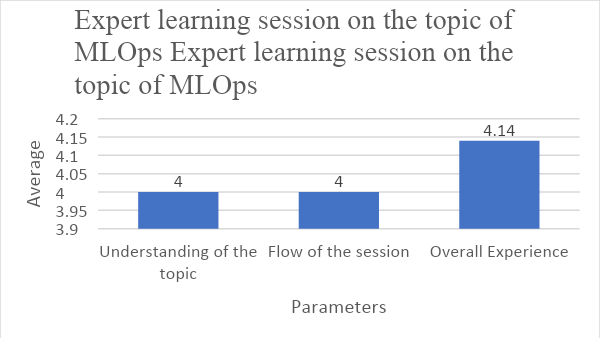 Expert learning session on the topic of
MLOps Expert learning session on the
topic of MLOps
4.2
4.15
4.1
4.05
4
3.95
3.9
Average
4
4
4.14
Understanding of the
topic
Flow of the session
Overall Experience
Parameters